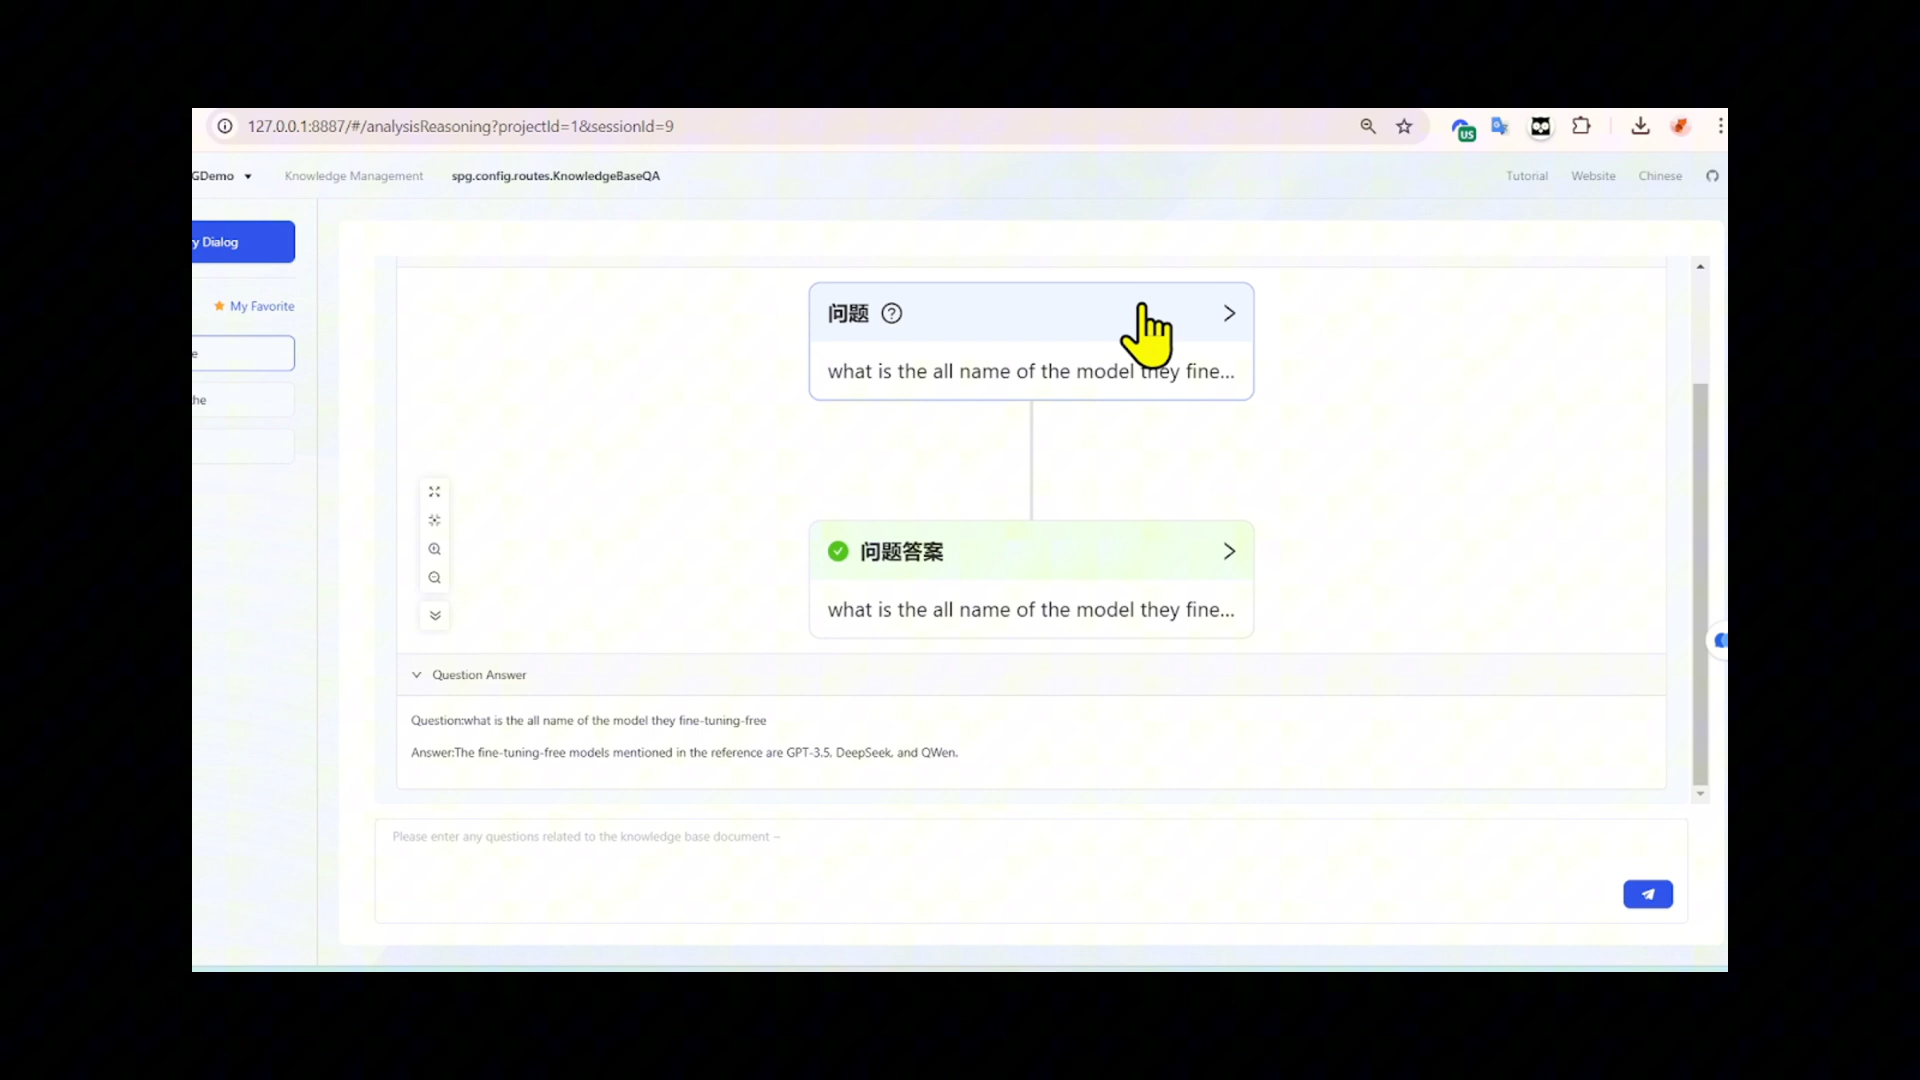 127.0.0.1:8887/#/analysisReasoning?projectId=1&sessionId=9
US
GDemo
Knowledge Management
spg.config.routes.KnowledgeBaseQA
Tutorial
Website
Chinese
y Dialog
My Favorite
e
he
问题
what is the all name of the model they fine...
问题答案
what is the all name of the model they fine...
Question Answer
Question:what is the all name of the model they fine-tuning-free
Answer:The fine-tuning-free models mentioned in the reference are GPT-3.5, DeepSeek, and QWen.
Please enter any questions related to the knowledge base document ~